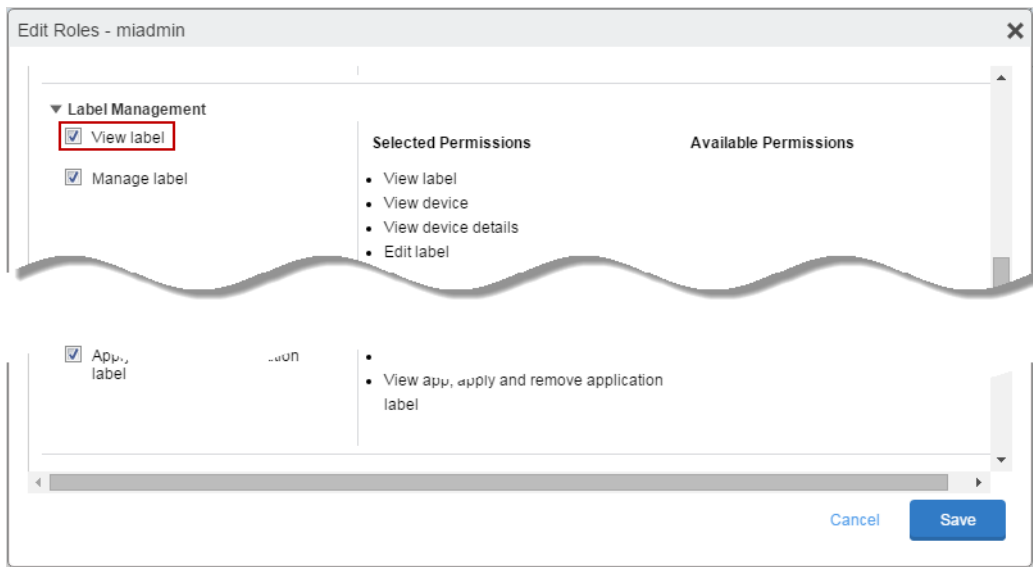 Edit Roles - miadmin
Label Management
View label
Selected Permissions
Available Permissions
Manage label
• View label
• View device
• View device details
• Edit label
label
• View app, apply and remove application
label
Cancel
Save